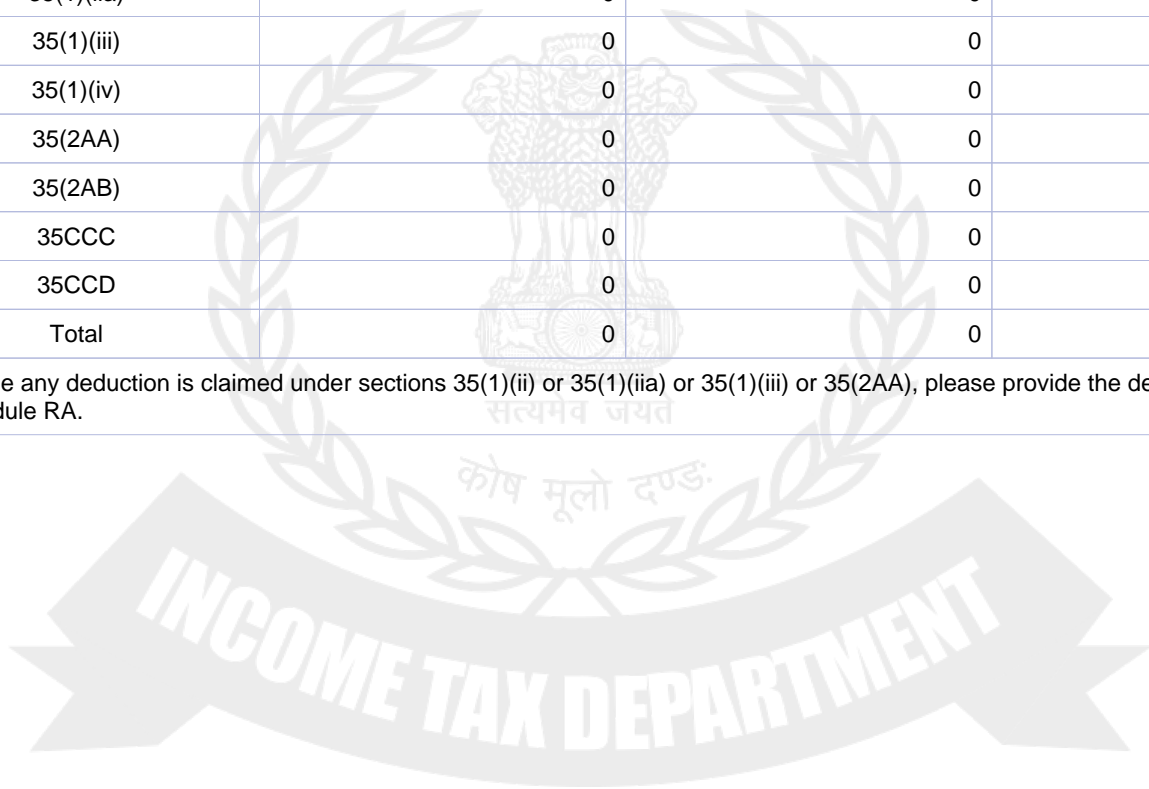 35(1)(iii) 0 0
35(1)(iv) 0 0
35(2AA) 0 0
35(2AB) 0 0
35CCC 0 0
35CCD 0 0
Total 0 0
e any deduction is claimed under sections 35(1)(ii) or 35(1)(iia) or 35(1)(iii) or 35(2AA), please provide the de
dule RA.
सत्यमेव जयते
कोष मूलो दण्डः
INCOME TAX DEPARTMENT